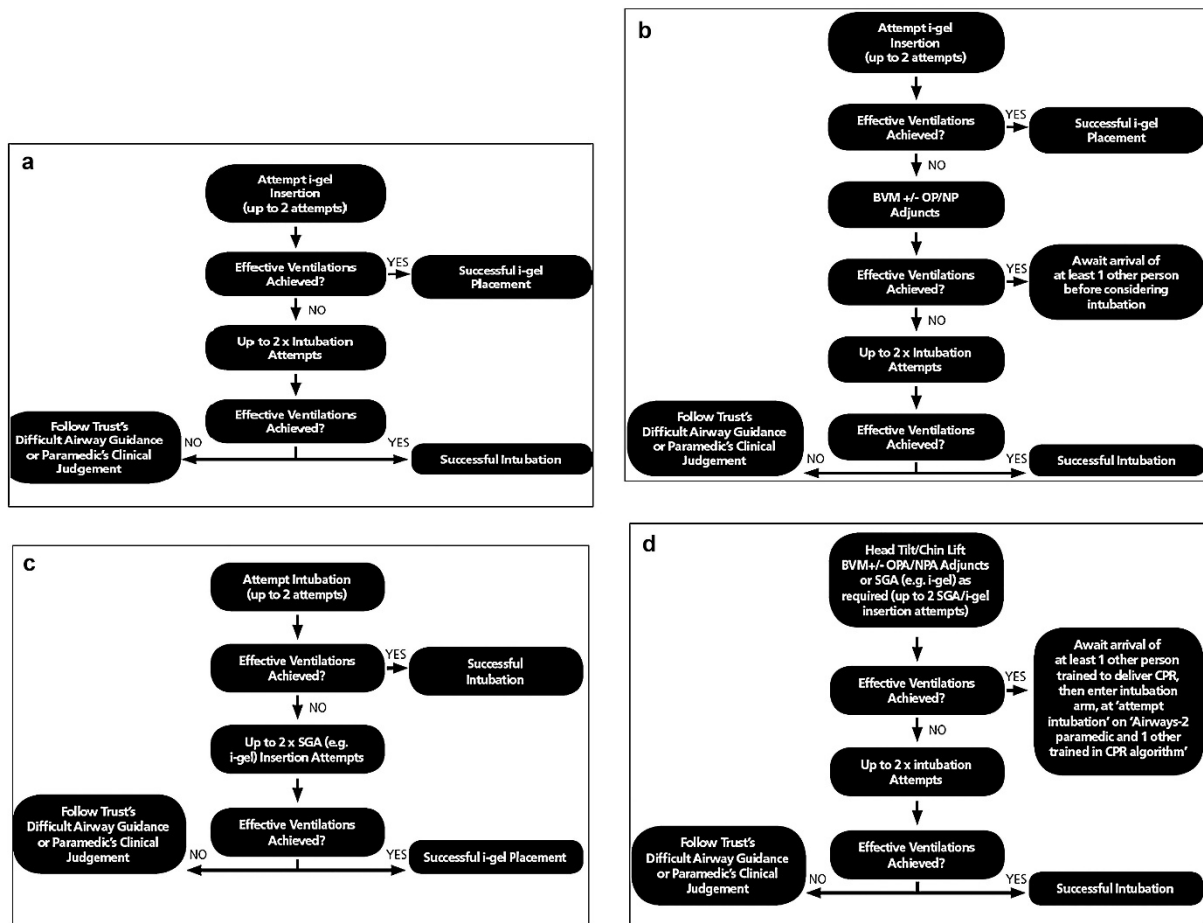 a
Attempt i-gel
Insertion
(up to 2 attempts)
Effective Ventilations
Achieved?
YES
Successful i-gel
Placement
NO
Up to 2 x Intubation
Attempts
Effective Ventilations
Achieved?
NO
Follow Trust's
Difficult Airway Guidance
or Paramedic's Clinical
Judgement
YES
Successful Intubation
b
Attempt i-gel
Insertion
(up to 2 attempts)
Effective Ventilations
Achieved?
YES
Successful i-gel
Placement
NO
BVM +/- OP/NP
Adjuncts
Effective Ventilations
Achieved?
YES
Await arrival of
at least 1 other person
before considering
intubation
NO
Up to 2 x Intubation
Attempts
Effective Ventilations
Achieved?
NO
Follow Trust's
Difficult Airway Guidance
or Paramedic's Clinical
Judgement
YES
Successful Intubation
c
Attempt Intubation
(up to 2 attempts)
Effective Ventilations
Achieved?
YES
Successful
Intubation
NO
Up to 2 x SGA (e.g.
i-gel) Insertion Attempts
Effective Ventilations
Achieved?
NO
Follow Trust's
Difficult Airway Guidance
or Paramedic's Clinical
Judgement
YES
Successful i-gel Placement
d
Head Tilt/Chin Lift
BVM+/- OPA/NPA Adjuncts
or SGA (e.g. i-gel) as
required (up to 2 SGA/i-gel
insertion attempts)
Effective Ventilations
Achieved?
YES
Await arrival of
at least 1 other person
trained to deliver CPR,
then enter intubation
arm, at 'attempt
intubation' on 'Airways-2
paramedic and 1 other
trained in CPR algorithm'
NO
Up to 2 x intubation
Attempts
Effective Ventilations
Achieved?
NO
Follow Trust's
Difficult Airway Guidance
or Paramedic's Clinical
Judgement
YES
Successful Intubation